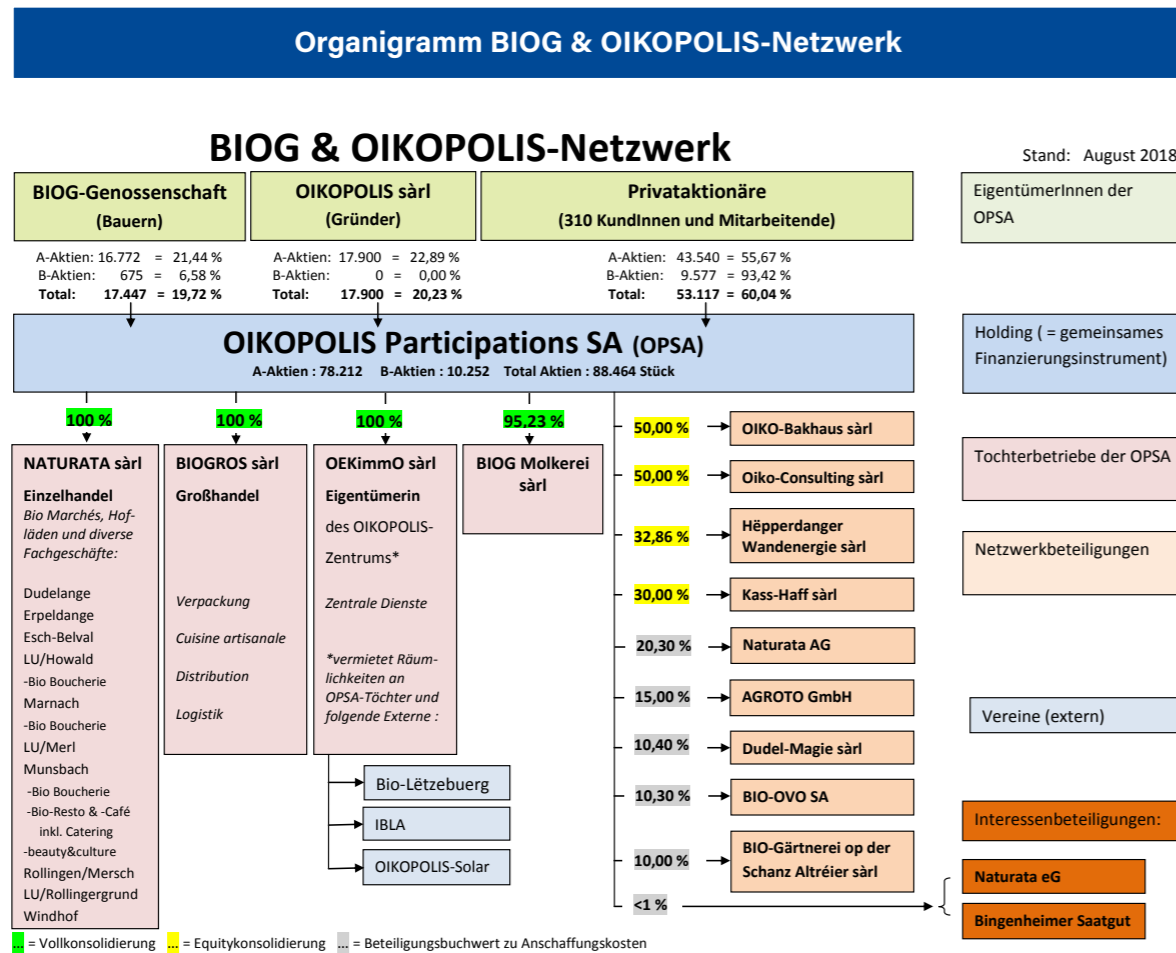 Organigramm BIOG & OIKOPOLIS-Netzwerk
BIOG & OIKOPOLIS-Netzwerk
Stand: August 2018
BIOG-Genossenschaft
(Bauern)
A-Aktien: 16.772 = 21,44 %
B-Aktien: 675 = 6,58 %
Total: 17.447 = 19,72 %
OIKOPOLIS sàrl
(Gründer)
A-Aktien: 17.900 = 22,89 %
B-Aktien: 0 = 0,00 %
Total: 17.900 = 20,23 %
Privataktionäre
(310 KundInnen und Mitarbeitende)
A-Aktien: 43.540 = 55,67 %
B-Aktien: 9.577 = 93,42 %
Total: 53.117 = 60,04 %
EigentümerInnen der
OPSA
OIKOPOLIS Participations SA (OPSA)
A-Aktien : 78.212 B-Aktien : 10.252 Total Aktien : 88.464 Stück
Holding ( = gemeinsames
Finanzierungsinstrument)
100 %
NATURATA sàrl
Einzelhandel
Bio Marchés, Hof-
läden und diverse
Fachgeschäfte:
Dudelange
Erpeldange
Esch-Belval
LU/Howald
-Bio Boucherie
Marnach
-Bio Boucherie
LU/Merl
Munsbach
-Bio Boucherie
-Bio-Resto & -Café
inkl. Catering
-beauty&culture
Rollingen/Mersch
LU/Rollingergrund
Windhof
100 %
BIOGROS sàrl
Großhandel
Verpackung
Cuisine artisanale
Distribution
Logistik
100 %
OEKimmO sàrl
Eigentümerin
des OIKOPOLIS-
Zentrums*
Zentrale Dienste
*vermietet Räum-
lichkeiten an
OPSA-Töchter und
folgende Externe :
Bio-Lëtzebuerg
IBLA
OIKOPOLIS-Solar
95,23 %
BIOG Molkerei
sàrl
50,00 %
OIKO-Bakhaus sàrl
50,00 %
Oiko-Consulting sàrl
32,86 %
Hëpperdanger
Wandenergie sàrl
30,00 %
Kass-Haff sàrl
20,30 %
Naturata AG
15,00 %
AGROTO GmbH
10,40 %
Dudel-Magie sàrl
10,30 %
BIO-OVO SA
10,00 %
BIO-Gärtnerei op der
Schanz Altréier sàrl
<1 %
Tochterbetriebe der OPSA
Netzwerkbeteiligungen
Vereine (extern)
Interessenbeteiligungen:
Naturata eG
Bingenheimer Saatgut
... = Vollkonsolidierung ... = Equitykonsolidierung ... = Beteiligungsbuchwert zu Anschaffungskosten